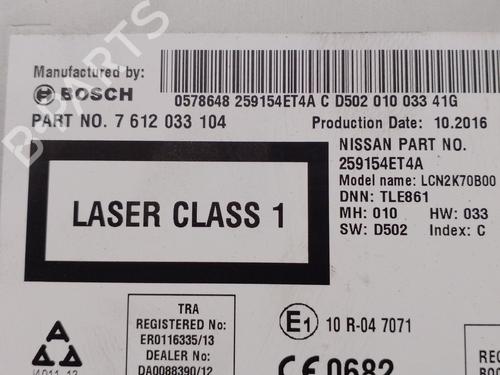 Manufactured by:
BOSCH
0578648 259154ET4A C D502 010 033 41G
PART NO. 7 612 033 104
Production Date: 10.2016
NISSAN PART NO.
259154ET4A
Model name: LCN2K70B00
DNN: TLE861
MH: 010 HW: 033
SW: D502 Index: C
LASER CLASS 1
TRA
REGISTERED No:
ER0116335/13
DEALER No:
DA0088390/12
E1 10 R-04 7071
CE 0682
A
B-PARTS